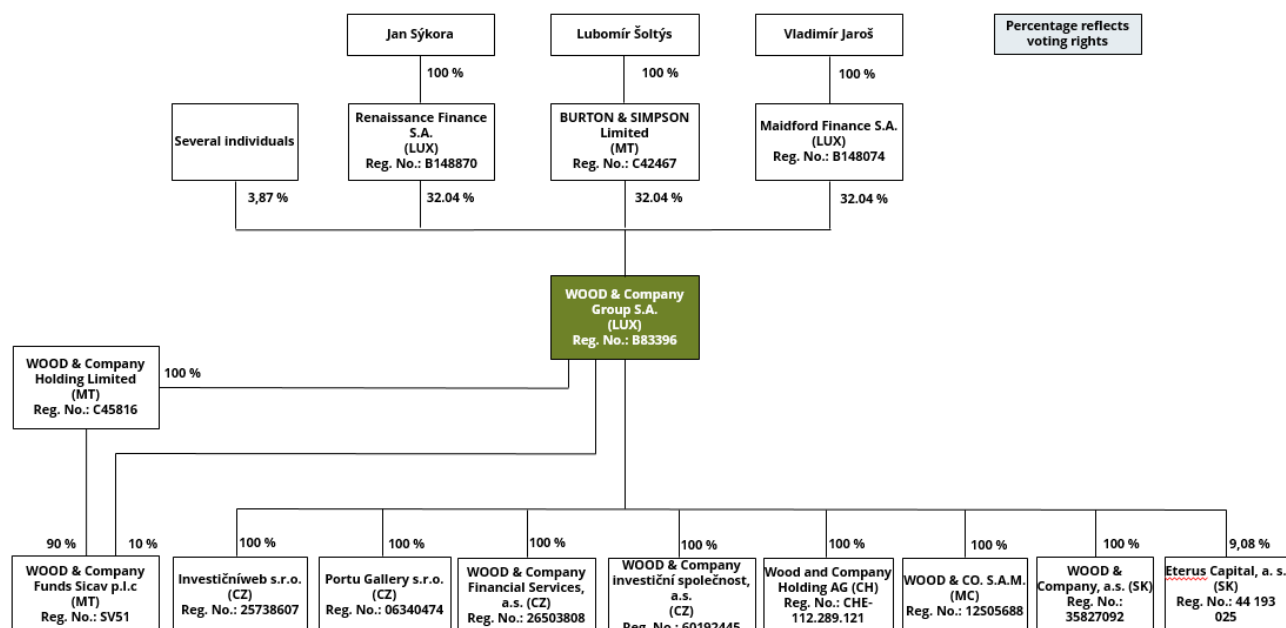 Jan Sýkora
Lubomír Šoltýs
Vladimír Jaroš
Percentage reflects
voting rights
100 %
100 %
100 %
Several individuals
Renaissance Finance
S.A.
(LUX)
Reg. No.: B148870
BURTON & SIMPSON
Limited
(MT)
Reg. No.: C42467
Maidford Finance S.A.
(LUX)
Reg. No.: B148074
3,87 %
32.04 %
32.04 %
32.04 %
WOOD & Company
Group S.A.
(LUX)
Reg. No.: B83396
WOOD & Company
Holding Limited
(MT)
Reg. No.: C45816
100 %
90 %
10 %
100 %
100 %
100 %
100 %
100 %
100 %
100 %
9,08 %
WOOD & Company
Funds Sicav p.l.c
(MT)
Reg. No.: SV51
Investičníweb s.r.o.
(CZ)
Reg. No.: 25738607
Portu Gallery s.r.o.
(CZ)
Reg. No.: 06340474
WOOD & Company
Financial Services,
a.s. (CZ)
Reg. No.: 26503808
WOOD & Company
investiční společnost,
a.s.
(CZ)
Reg. No.: 60192445
Wood and Company
Holding AG (CH)
Reg. No.: CHE-
112.289.121
WOOD & CO. S.A.M.
(MC)
Reg. No.: 12S05688
WOOD &
Company, a.s. (SK)
Reg. No.:
35827092
Eterus Capital, a. s.
(SK)
Reg. No.: 44 193
025